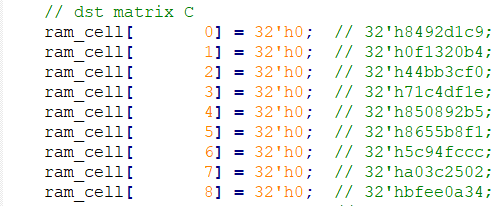 // dst matrix C
ram_cell[       0] = 32'h0;  // 32'h8492d1c9;
ram_cell[       1] = 32'h0;  // 32'h0f1320b4;
ram_cell[       2] = 32'h0;  // 32'h44bb3cf0;
ram_cell[       3] = 32'h0;  // 32'h71c4df1e;
ram_cell[       4] = 32'h0;  // 32'h850892b5;
ram_cell[       5] = 32'h0;  // 32'h8655b8f1;
ram_cell[       6] = 32'h0;  // 32'h5c94fccc;
ram_cell[       7] = 32'h0;  // 32'ha03c2502;
ram_cell[       8] = 32'h0;  // 32'hbfee0a34;